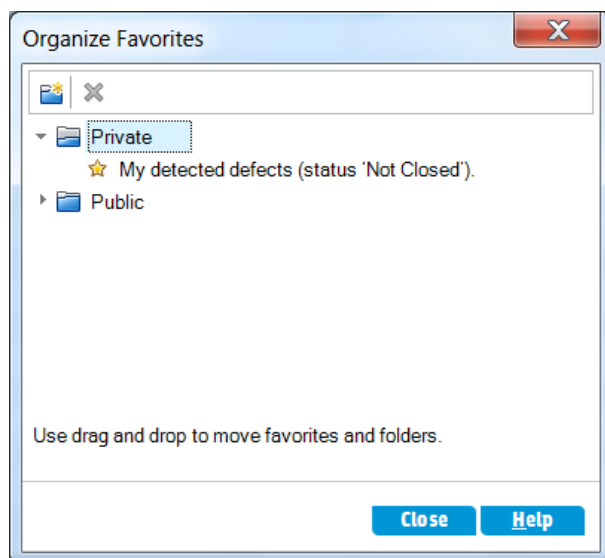 Organize Favorites
Private
My detected defects (status 'Not Closed').
Public
Use drag and drop to move favorites and folders.
Close Help